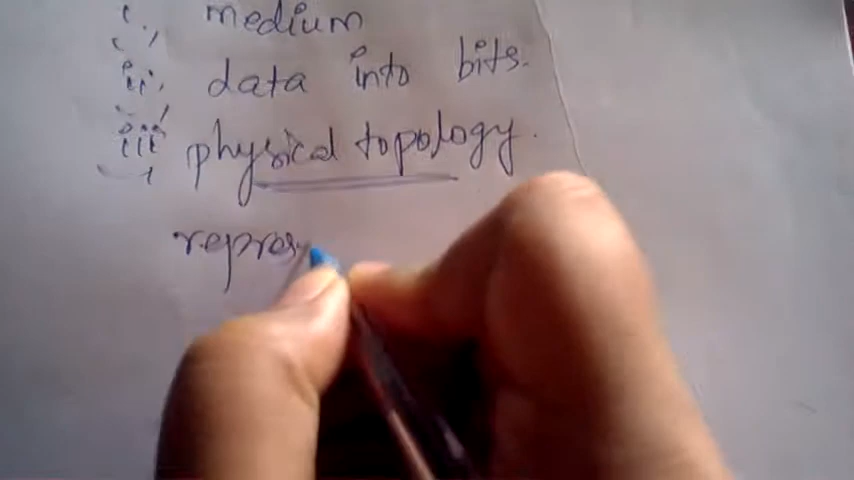 i, medium
ii, data into bits.
iii, physical topology.
repres